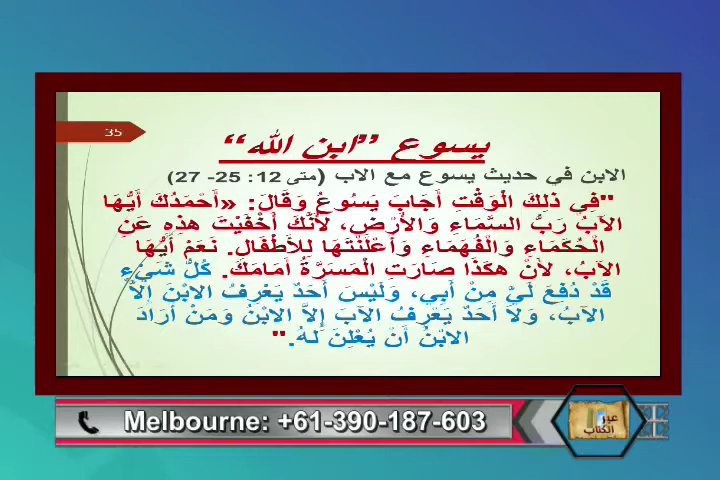 35
يسوع ”ابن الله“
الابن في حديث يسوع مع الاب (متى 12: 25- 27)
"فِي ذلِكَ الْوَقْتِ أَجَابَ يَسُوعُ وَقَالَ: «أَحْمَدُكَ أَيُّهَا
الآبُ رَبُّ السَّمَاءِ وَالأَرْضِ، لأَنَّكَ أَخْفَيْتَ هذِهِ عَنِ
الْحُكَمَاءِ وَالْفُهَمَاءِ وَأَعْلَنْتَهَا لِلأَطْفَالِ. نَعَمْ أَيُّهَا
الآبُ، لأَنْ هكَذَا صَارَتِ الْمَسَرَّةُ أَمَامَكَ. كُلُّ شَيْءٍ
قَدْ دُفِعَ إِلَيَّ مِنْ أَبِي، وَلَيْسَ أَحَدٌ يَعْرِفُ الابْنَ إِلاَّ
الآبُ، وَلاَ أَحَدٌ يَعْرِفُ الآبَ إِلاَّ الابْنُ وَمَنْ أَرَادَ
الابْنُ أَنْ يُعْلِنَ لَهُ."
Melbourne: +61-390-187-603
عبر
الكتاب